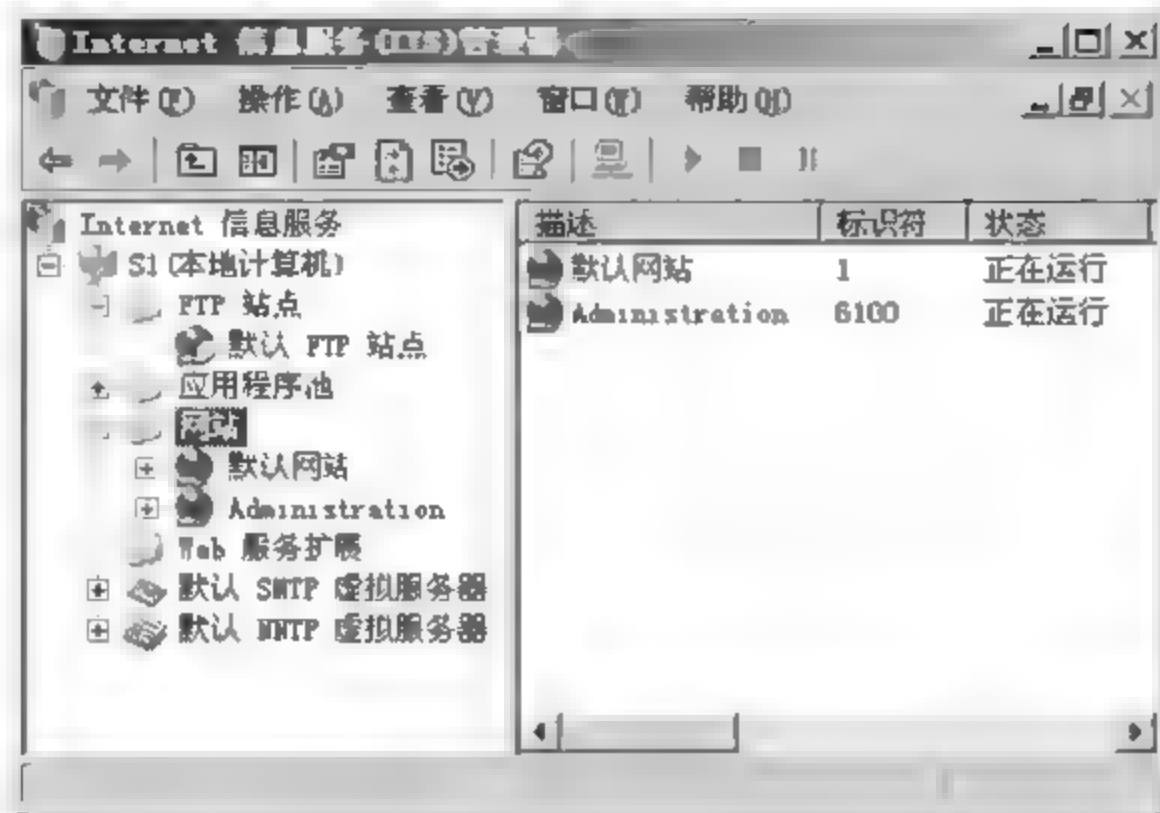 Internet 信息服务(IIS)管理器
文件(F) 操作(A) 查看(V) 窗口(W) 帮助(H)
Internet 信息服务
S1(本地计算机)
FTP 站点
默认 FTP 站点
应用程序池
网站
默认网站
Administration
Web 服务扩展
默认 SMTP 虚拟服务器
默认 NNTP 虚拟服务器
描述 标识符 状态
默认网站 1 正在运行
Administration 6100 正在运行